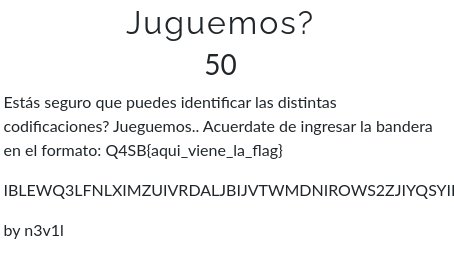 Juguemos?
50
Estás seguro que puedes identificar las distintas
codificaciones? Jueguemos.. Acuerdate de ingresar la bandera
en el formato: Q4SB{aqui_viene_la_flag}
IBLEWQ3LFNLXIMZUIVRDALJBIJVTWMDNIROWS2ZJIYQSYII
by n3v1l